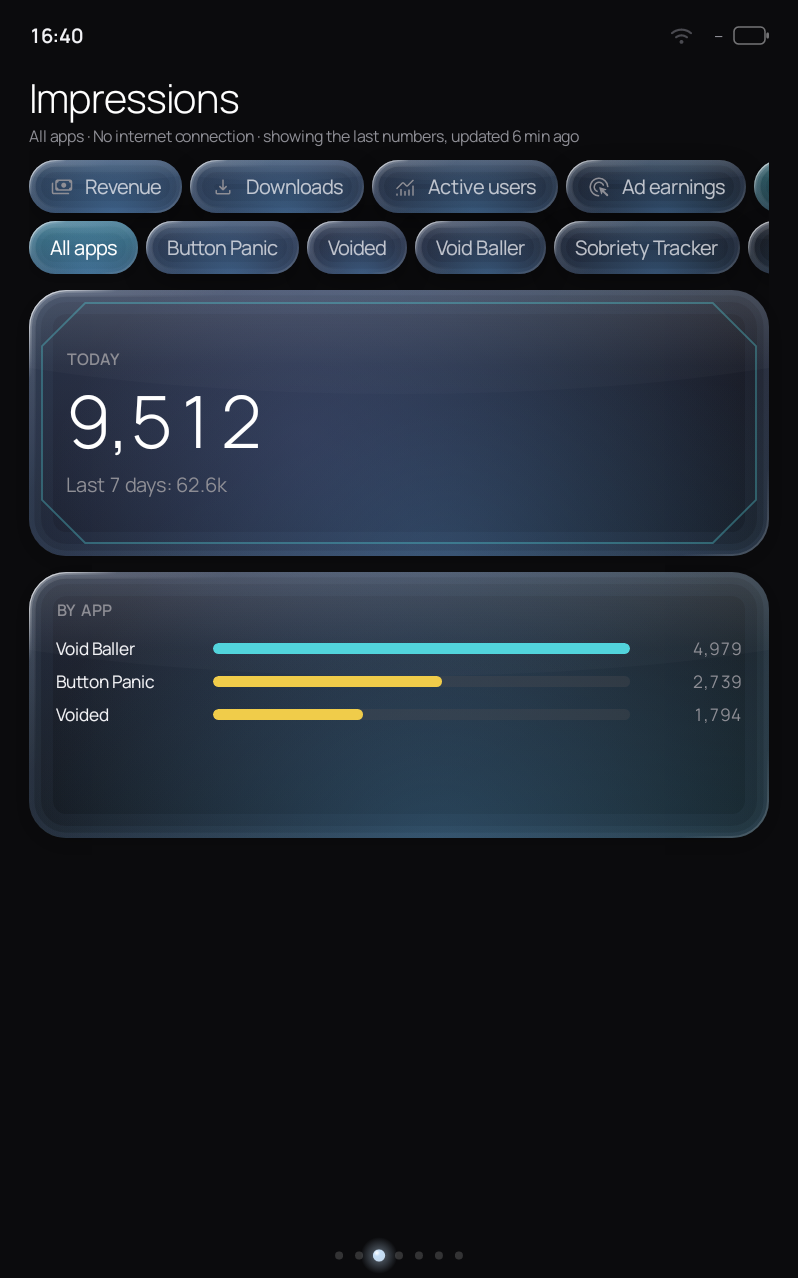 16:40
–
Impressions
All apps · No internet connection · showing the last numbers, updated 6 min ago
Revenue Downloads Active users Ad earnings
All apps Button Panic Voided Void Baller Sobriety Tracker
TODAY
9,512
Last 7 days: 62.6k
BY APP
Void Baller 4,979
Button Panic 2,739
Voided 1,794